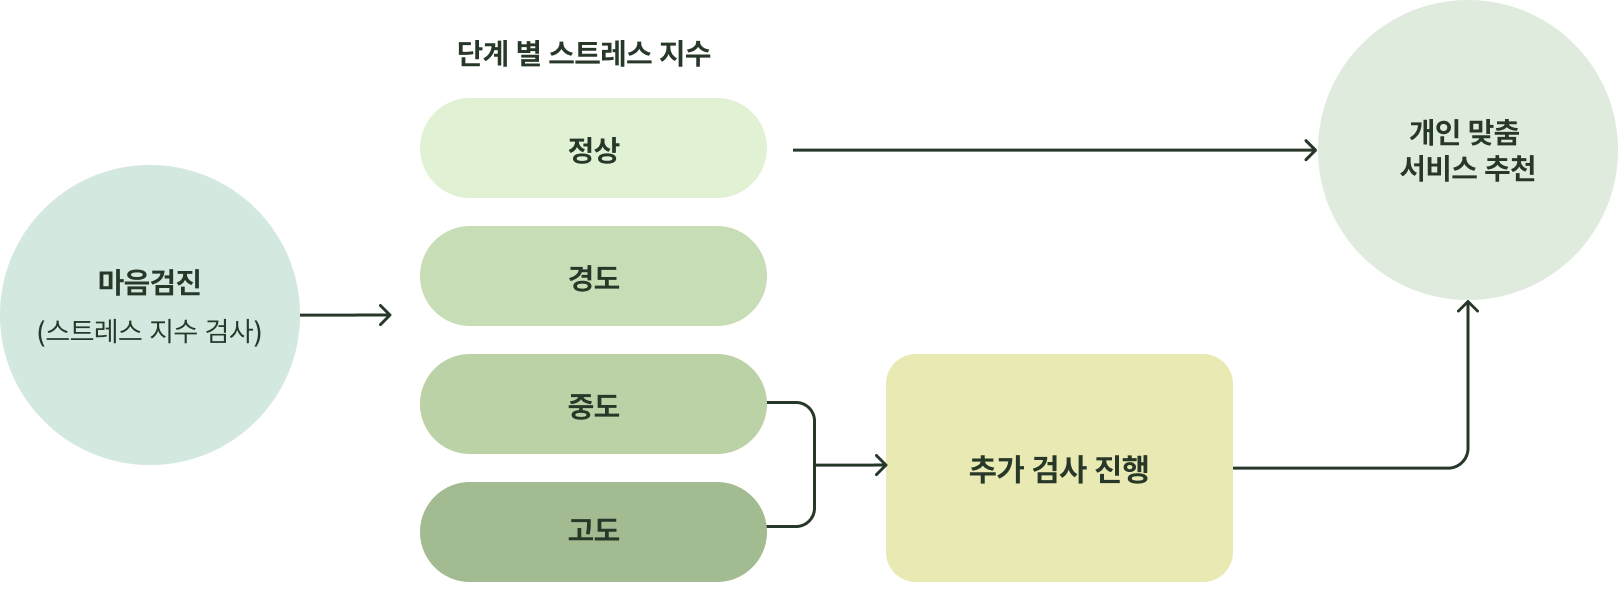 단계 별 스트레스 지수
정상
개인 맞춤
서비스 추천
마음검진
(스트레스 지수 검사)
경도
중도
추가 검사 진행
고도